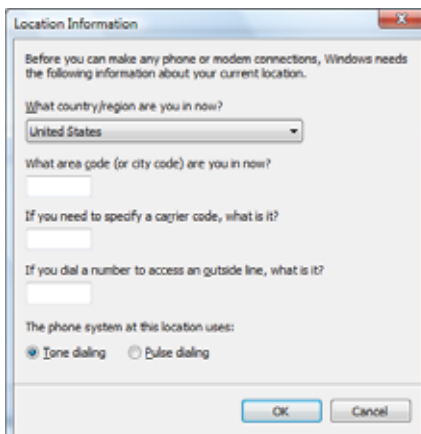 Location Information
Before you can make any phone or modem connections, Windows needs
the following information about your current location.
What country/region are you in now?
United States
What area code (or city code) are you in now?
If you need to specify a carrier code, what is it?
If you dial a number to access an outside line, what is it?
The phone system at this location uses:
Tone dialing Pulse dialing
OK Cancel